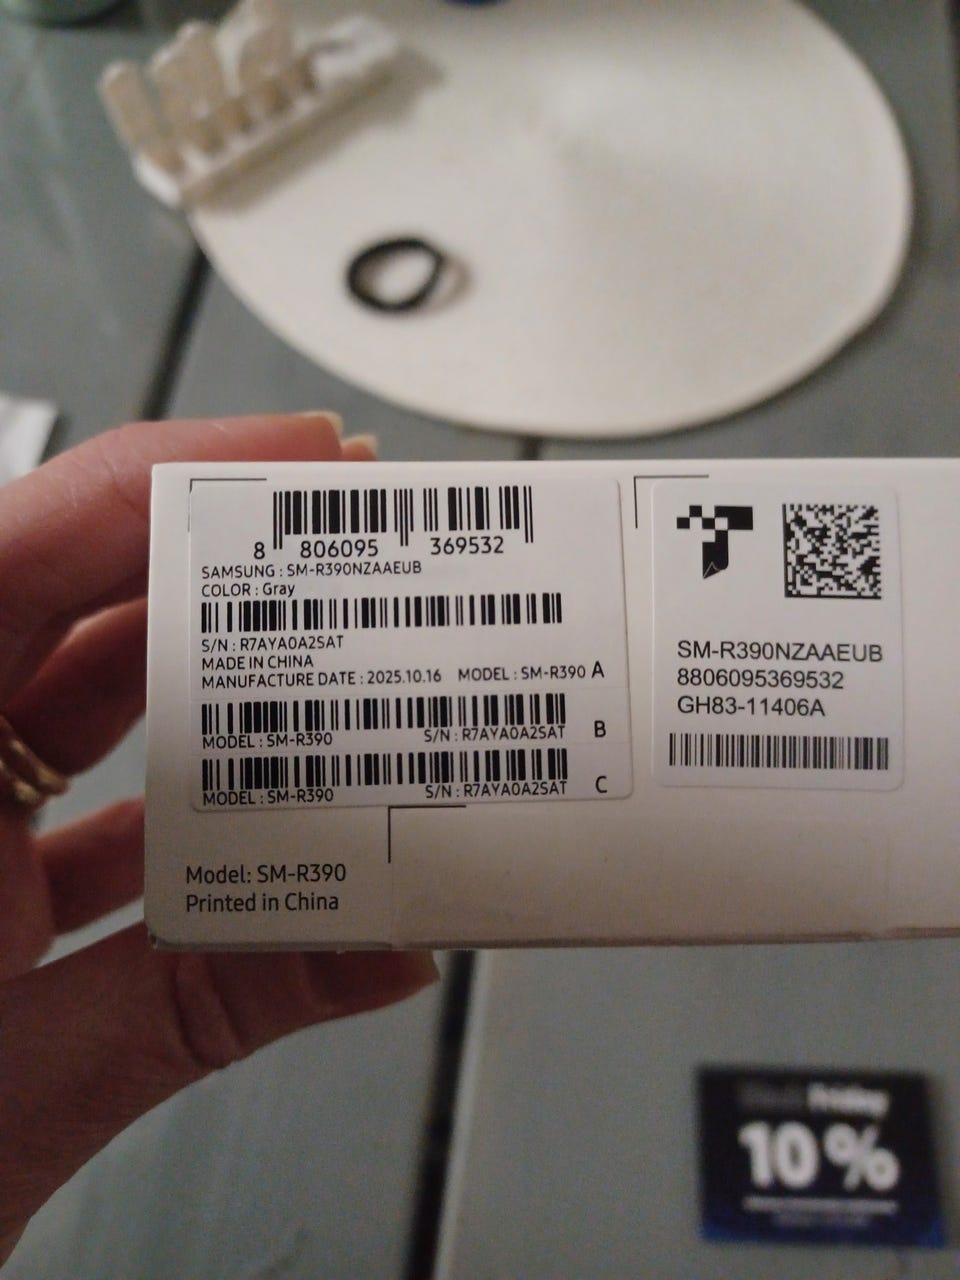 8 806095 369532
SAMSUNG : SM-R390NZAAEUB
COLOR : Gray
S/N : R7AYA0A2SAT
MADE IN CHINA
MANUFACTURE DATE : 2025.10.16 MODEL : SM-R390 A
MODEL : SM-R390 S/N : R7AYA0A2SAT B
MODEL : SM-R390 S/N : R7AYA0A2SAT C
SM-R390NZAAEUB
8806095369532
GH83-11406A
Model: SM-R390
Printed in China
Friday
10%